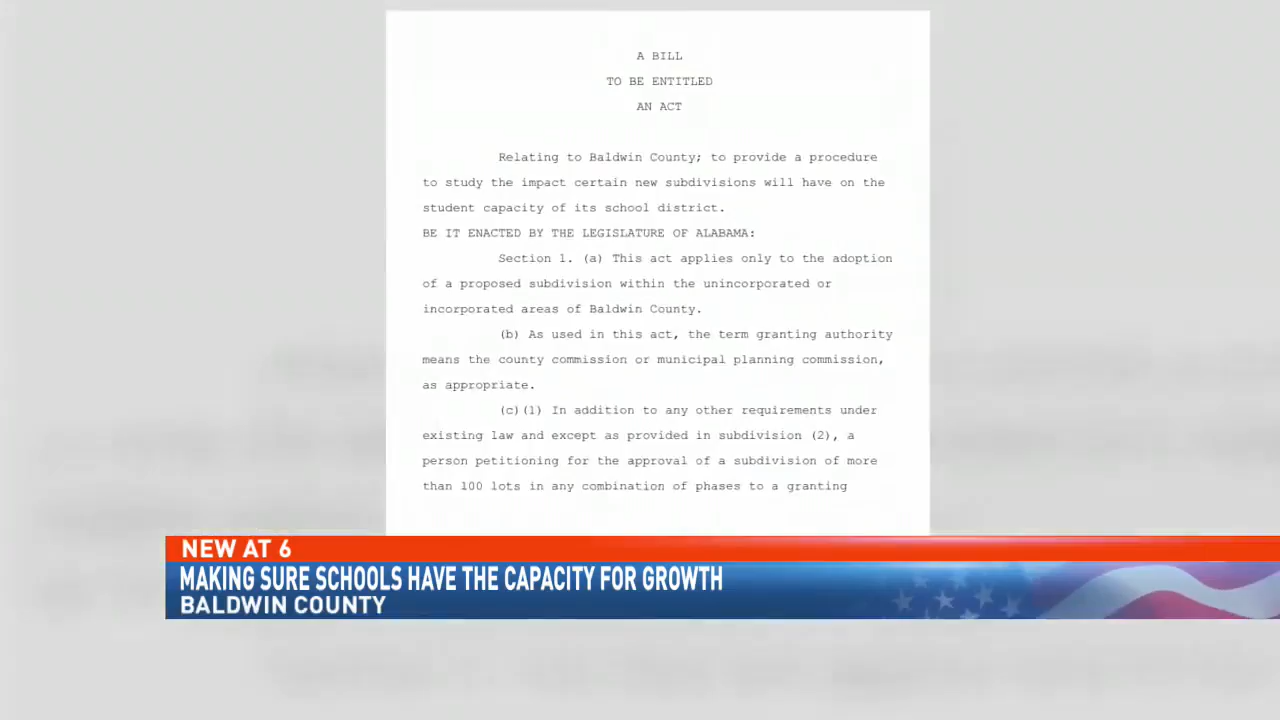 A BILL
TO BE ENTITLED
AN ACT
Relating to Baldwin County; to provide a procedure
to study the impact certain new subdivisions will have on the
student capacity of its school district.
BE IT ENACTED BY THE LEGISLATURE OF ALABAMA:
Section 1. (a) This act applies only to the adoption
of a proposed subdivision within the unincorporated or
incorporated areas of Baldwin County.
(b) As used in this act, the term granting authority
means the county commission or municipal planning commission,
as appropriate.
(c)(1) In addition to any other requirements under
existing law and except as provided in subdivision (2), a
person petitioning for the approval of a subdivision of more
than 100 lots in any combination of phases to a granting
NEW AT 6
MAKING SURE SCHOOLS HAVE THE CAPACITY FOR GROWTH
BALDWIN COUNTY